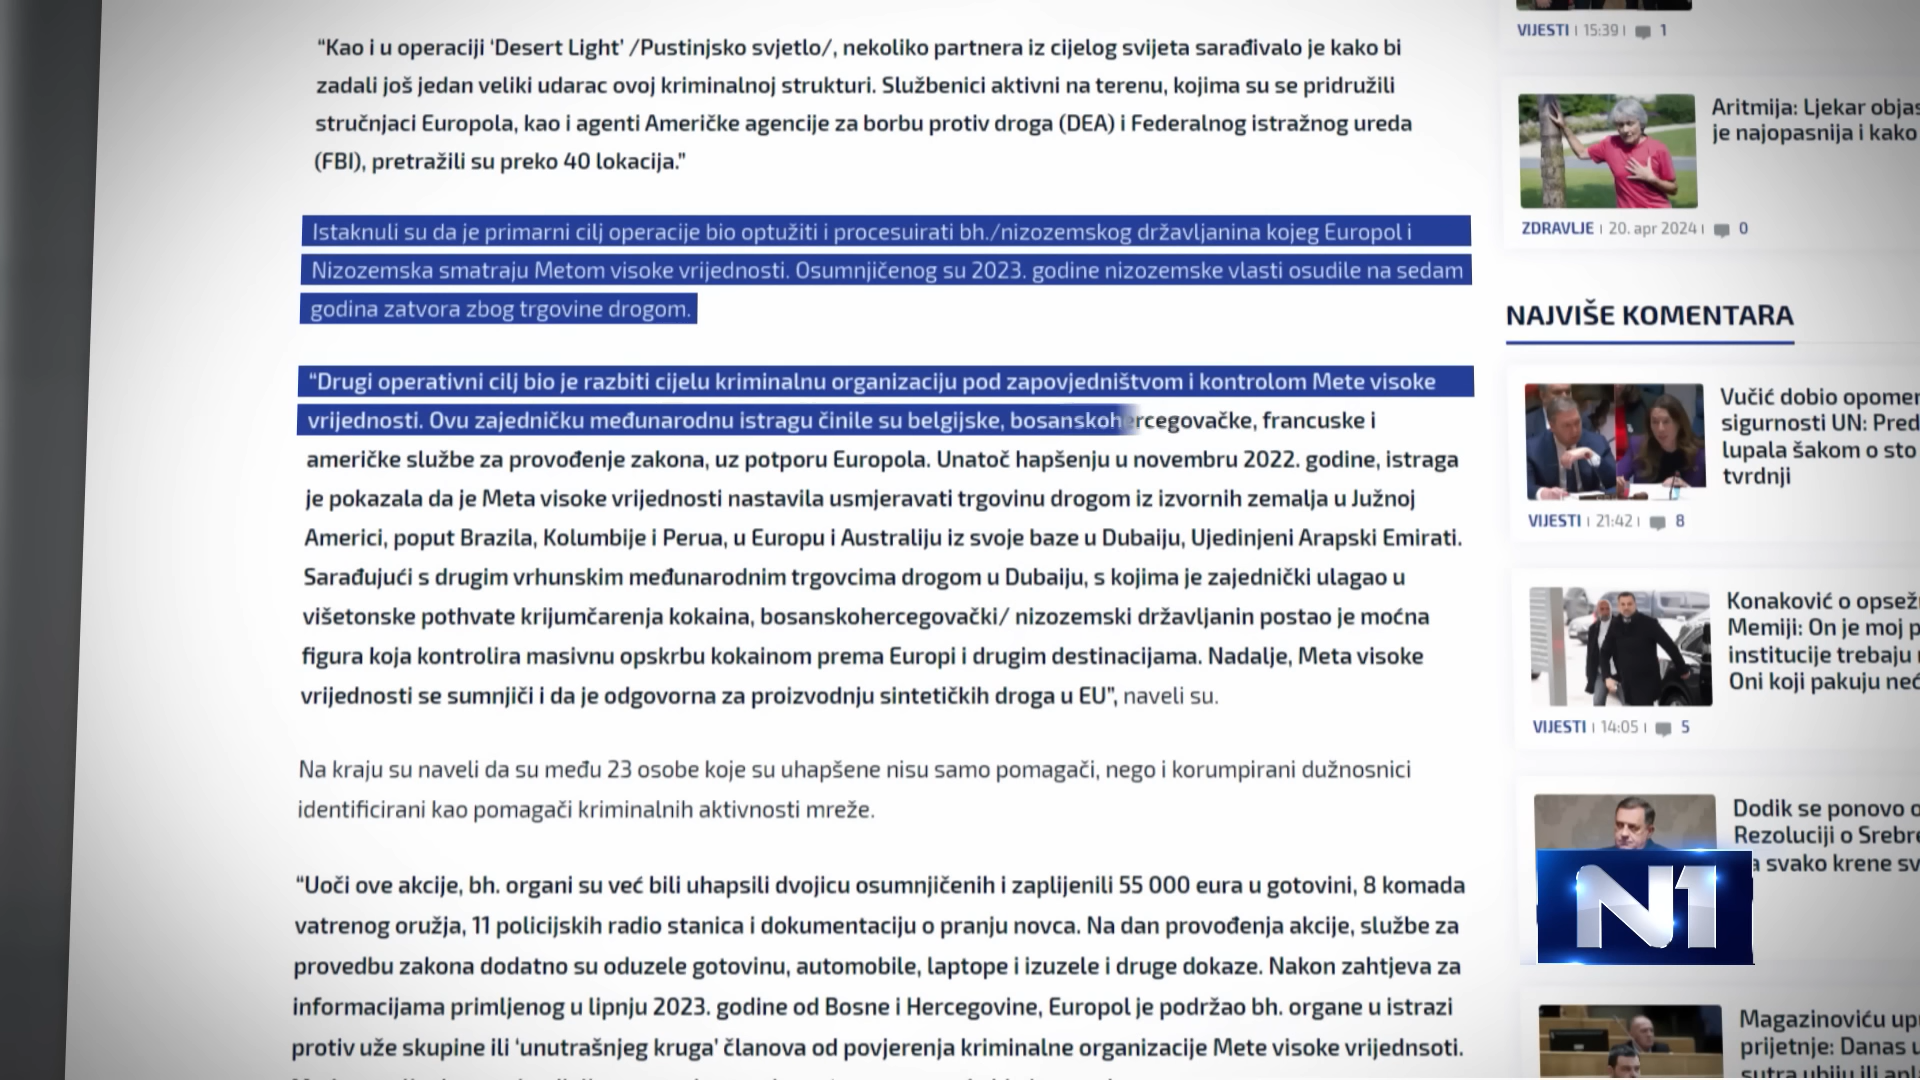 “Kao i u operaciji ‘Desert Light’ /Pustinjsko svjetlo/, nekoliko partnera iz cijelog svijeta sarađivalo je kako bi
zadali još jedan veliki udarac ovoj kriminalnoj strukturi. Službenici aktivni na terenu, kojima su se pridružili
stručnjaci Europola, kao i agenti Američke agencije za borbu protiv droga (DEA) i Federalnog istražnog ureda
(FBI), pretražili su preko 40 lokacija.”
Istaknuli su da je primarni cilj operacije bio optužiti i procesuirati bh./nizozemskog državljanina kojeg Europol i
Nizozemska smatraju Metom visoke vrijednosti. Osumnjičenog su 2023. godine nizozemske vlasti osudile na sedam
godina zatvora zbog trgovine drogom.
“Drugi operativni cilj bio je razbiti cijelu kriminalnu organizaciju pod zapovjedništvom i kontrolom Mete visoke
vrijednosti. Ovu zajedničku međunarodnu istragu činile su belgijske, bosanskohercegovačke, francuske i
američke službe za provođenje zakona, uz potporu Europola. Unatoč hapšenju u novembru 2022. godine, istraga
je pokazala da je Meta visoke vrijednosti nastavila usmjeravati trgovinu drogom iz izvornih zemalja u Južnoj
Americi, poput Brazila, Kolumbije i Perua, u Europu i Australiju iz svoje baze u Dubaiju, Ujedinjeni Arapski Emirati.
Sarađujući s drugim vrhunskim međunarodnim trgovcima drogom u Dubaiju, s kojima je zajednički ulagao u
višetonske pothvate krijumčarenja kokaina, bosanskohercegovački/ nizozemski državljanin postao je moćna
figura koja kontrolira masivnu opskrbu kokainom prema Europi i drugim destinacijama. Nadalje, Meta visoke
vrijednosti se sumnjiči i da je odgovorna za proizvodnju sintetičkih droga u EU”, naveli su.
Na kraju su naveli da su među 23 osobe koje su uhapšene nisu samo pomagači, nego i korumpirani dužnosnici
identificirani kao pomagači kriminalnih aktivnosti mreže.
“Uoči ove akcije, bh. organi su već bili uhapsili dvojicu osumnjičenih i zaplijenili 55 000 eura u gotovini, 8 komada
vatrenog oružja, 11 policijskih radio stanica i dokumentaciju o pranju novca. Na dan provođenja akcije, službe za
provedbu zakona dodatno su oduzele gotovinu, automobile, laptope i izuzele i druge dokaze. Nakon zahtjeva za
informacijama primljenog u lipnju 2023. godine od Bosne i Hercegovine, Europol je podržao bh. organe u istrazi
protiv uže skupine ili ‘unutrašnjeg kruga’ članova od povjerenja kriminalne organizacije Mete visoke vrijednsoti.
VIJESTI | 15:39 | 1
Aritmija: Ljekar objas
je najopasnija i kako
ZDRAVLJE | 20. apr 2024 | 0
NAJVIŠE KOMENTARA
Vučić dobio opomen
sigurnosti UN: Pred
lupala šakom o sto
tvrdnji
VIJESTI | 21:42 | 8
Konaković o opsež
Memiji: On je moj p
institucije trebaju
Oni koji pakuju neć
VIJESTI | 14:05 | 5
Dodik se ponovo o
Rezoluciji o Srebre
a svako krene sv
N1
Magazinoviću up
prijetnje: Danas u
sutra ubiju ili